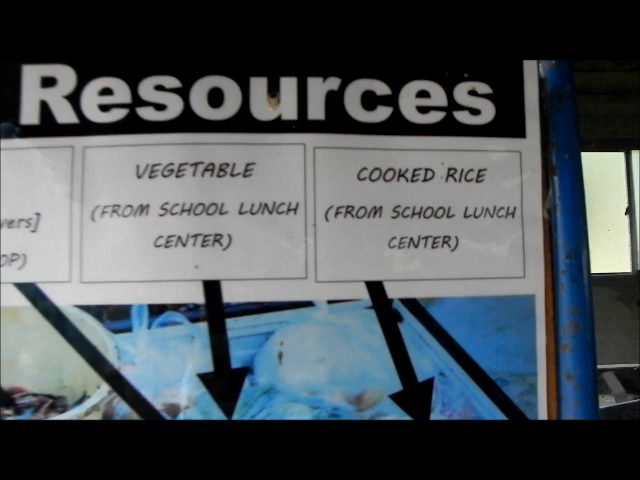 Resources
VEGETABLE
(FROM SCHOOL LUNCH
CENTER)
COOKED RICE
(FROM SCHOOL LUNCH
CENTER)